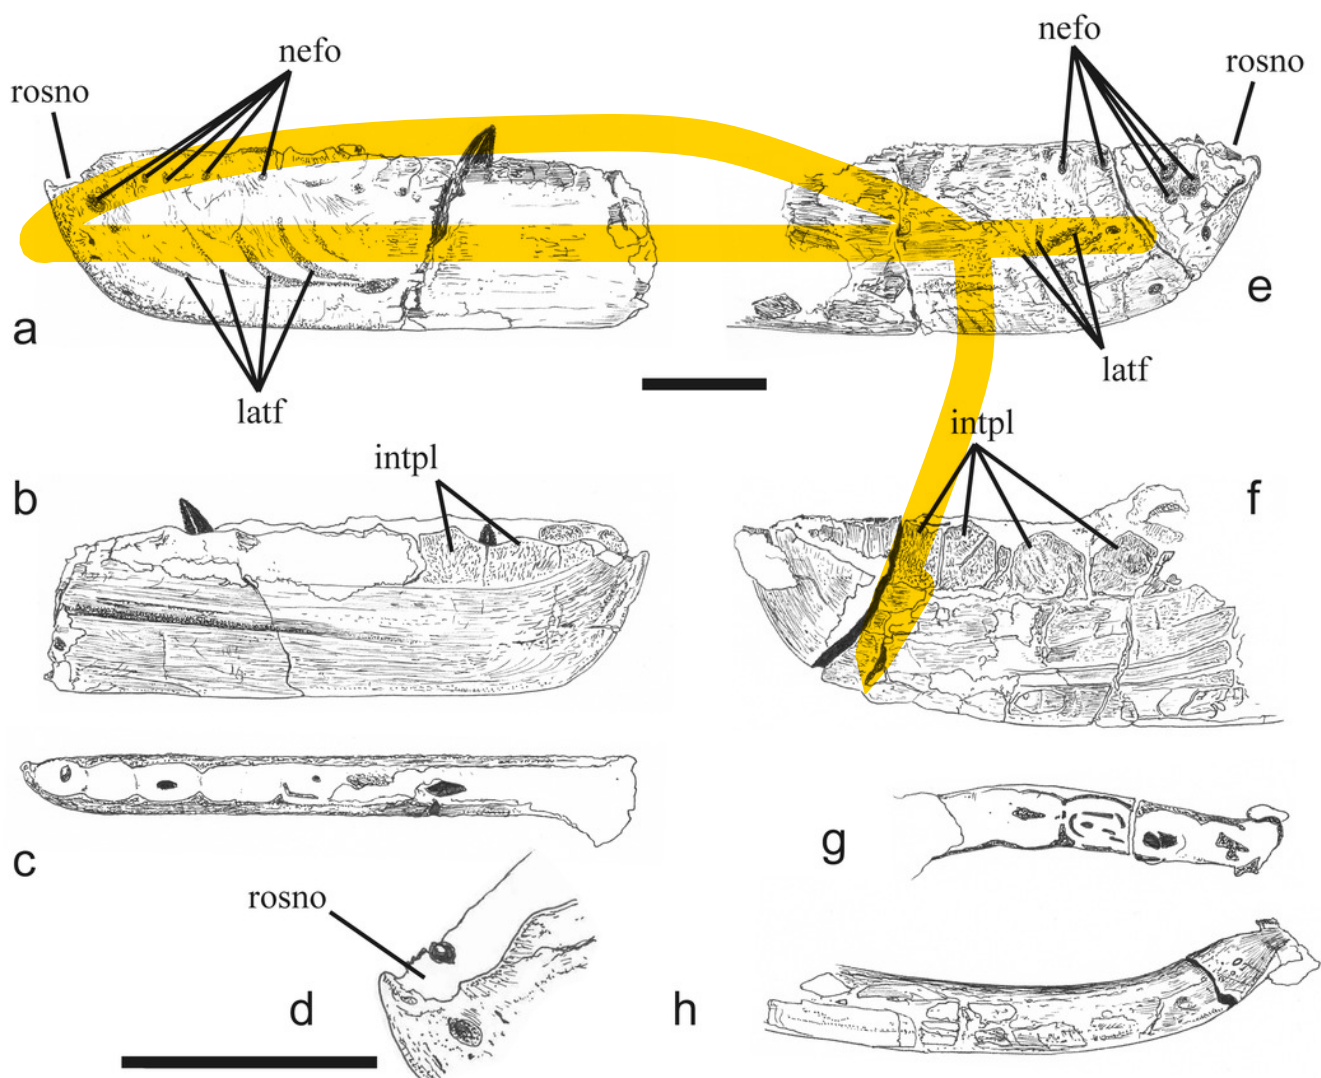 nefo
rosno
nefo
rosno
a
e
latf
latf
intpl
intpl
b
f
c
g
rosno
d
h